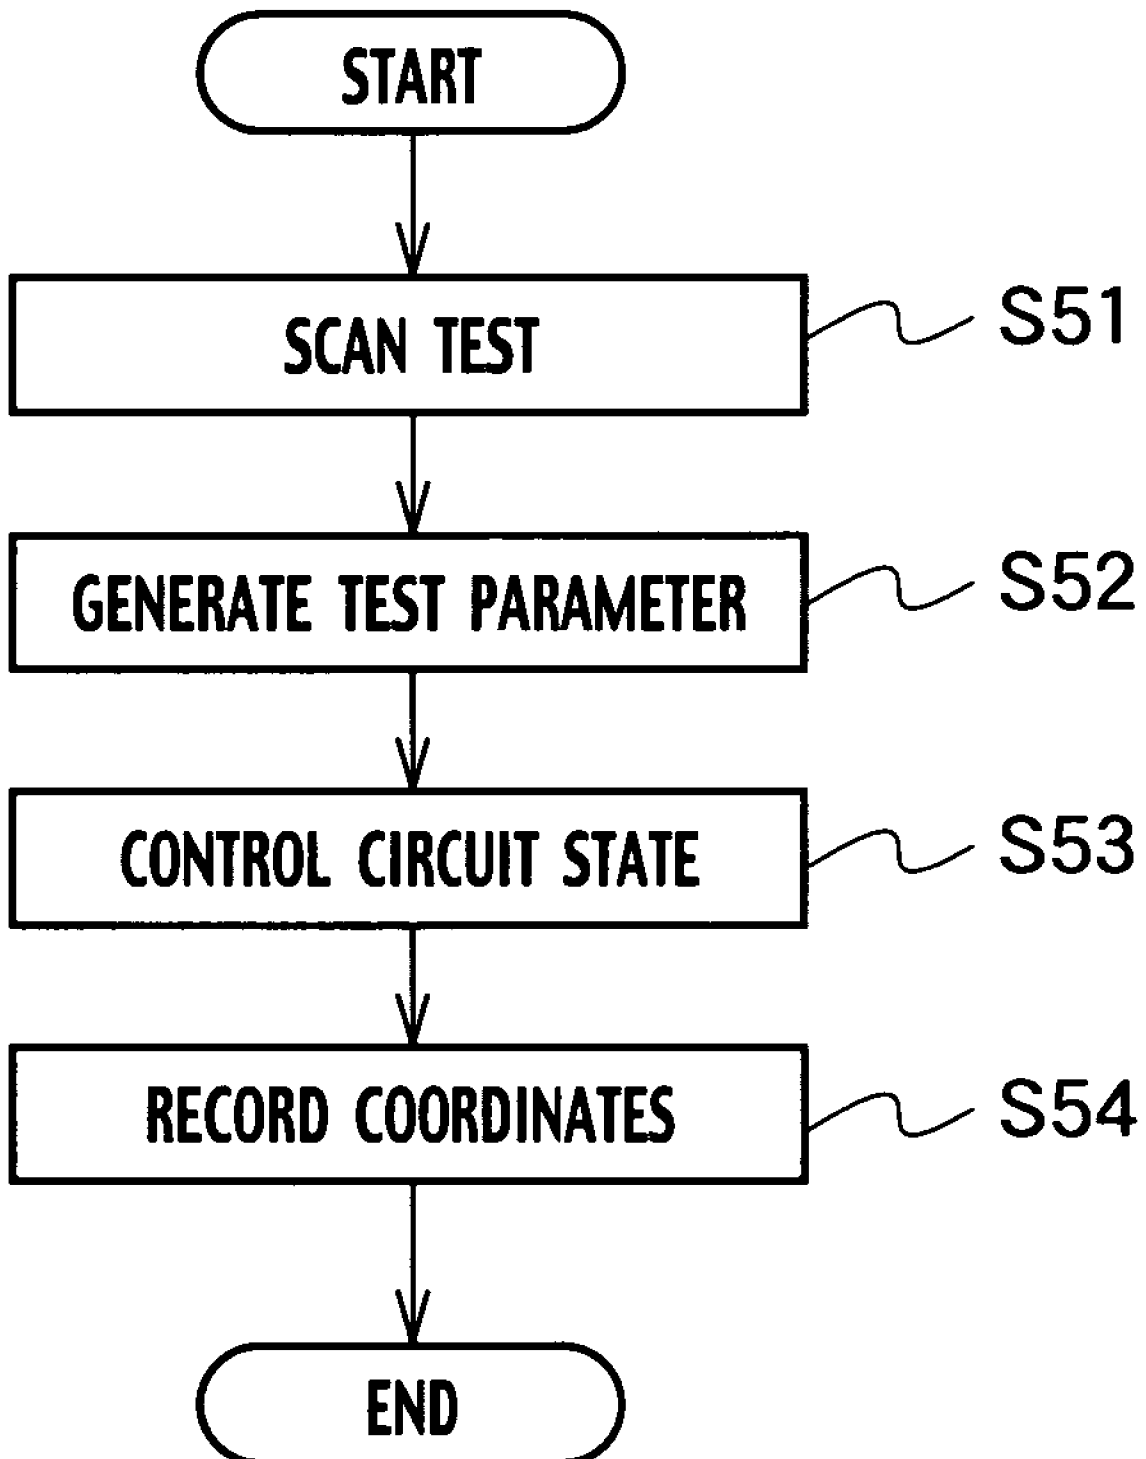 START
SCAN TEST
S51
GENERATE TEST PARAMETER
S52
CONTROL CIRCUIT STATE
S53
RECORD COORDINATES
S54
END